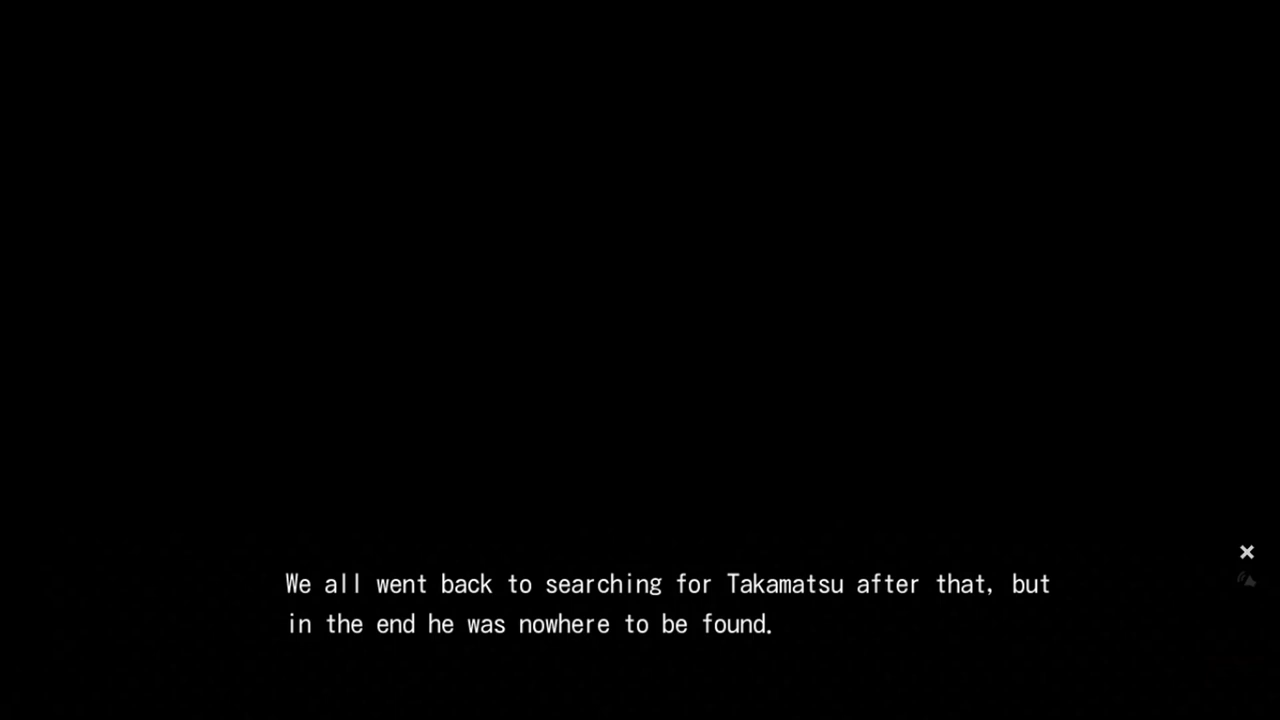 We all went back to searching for Takamatsu after that, but
in the end he was nowhere to be found.